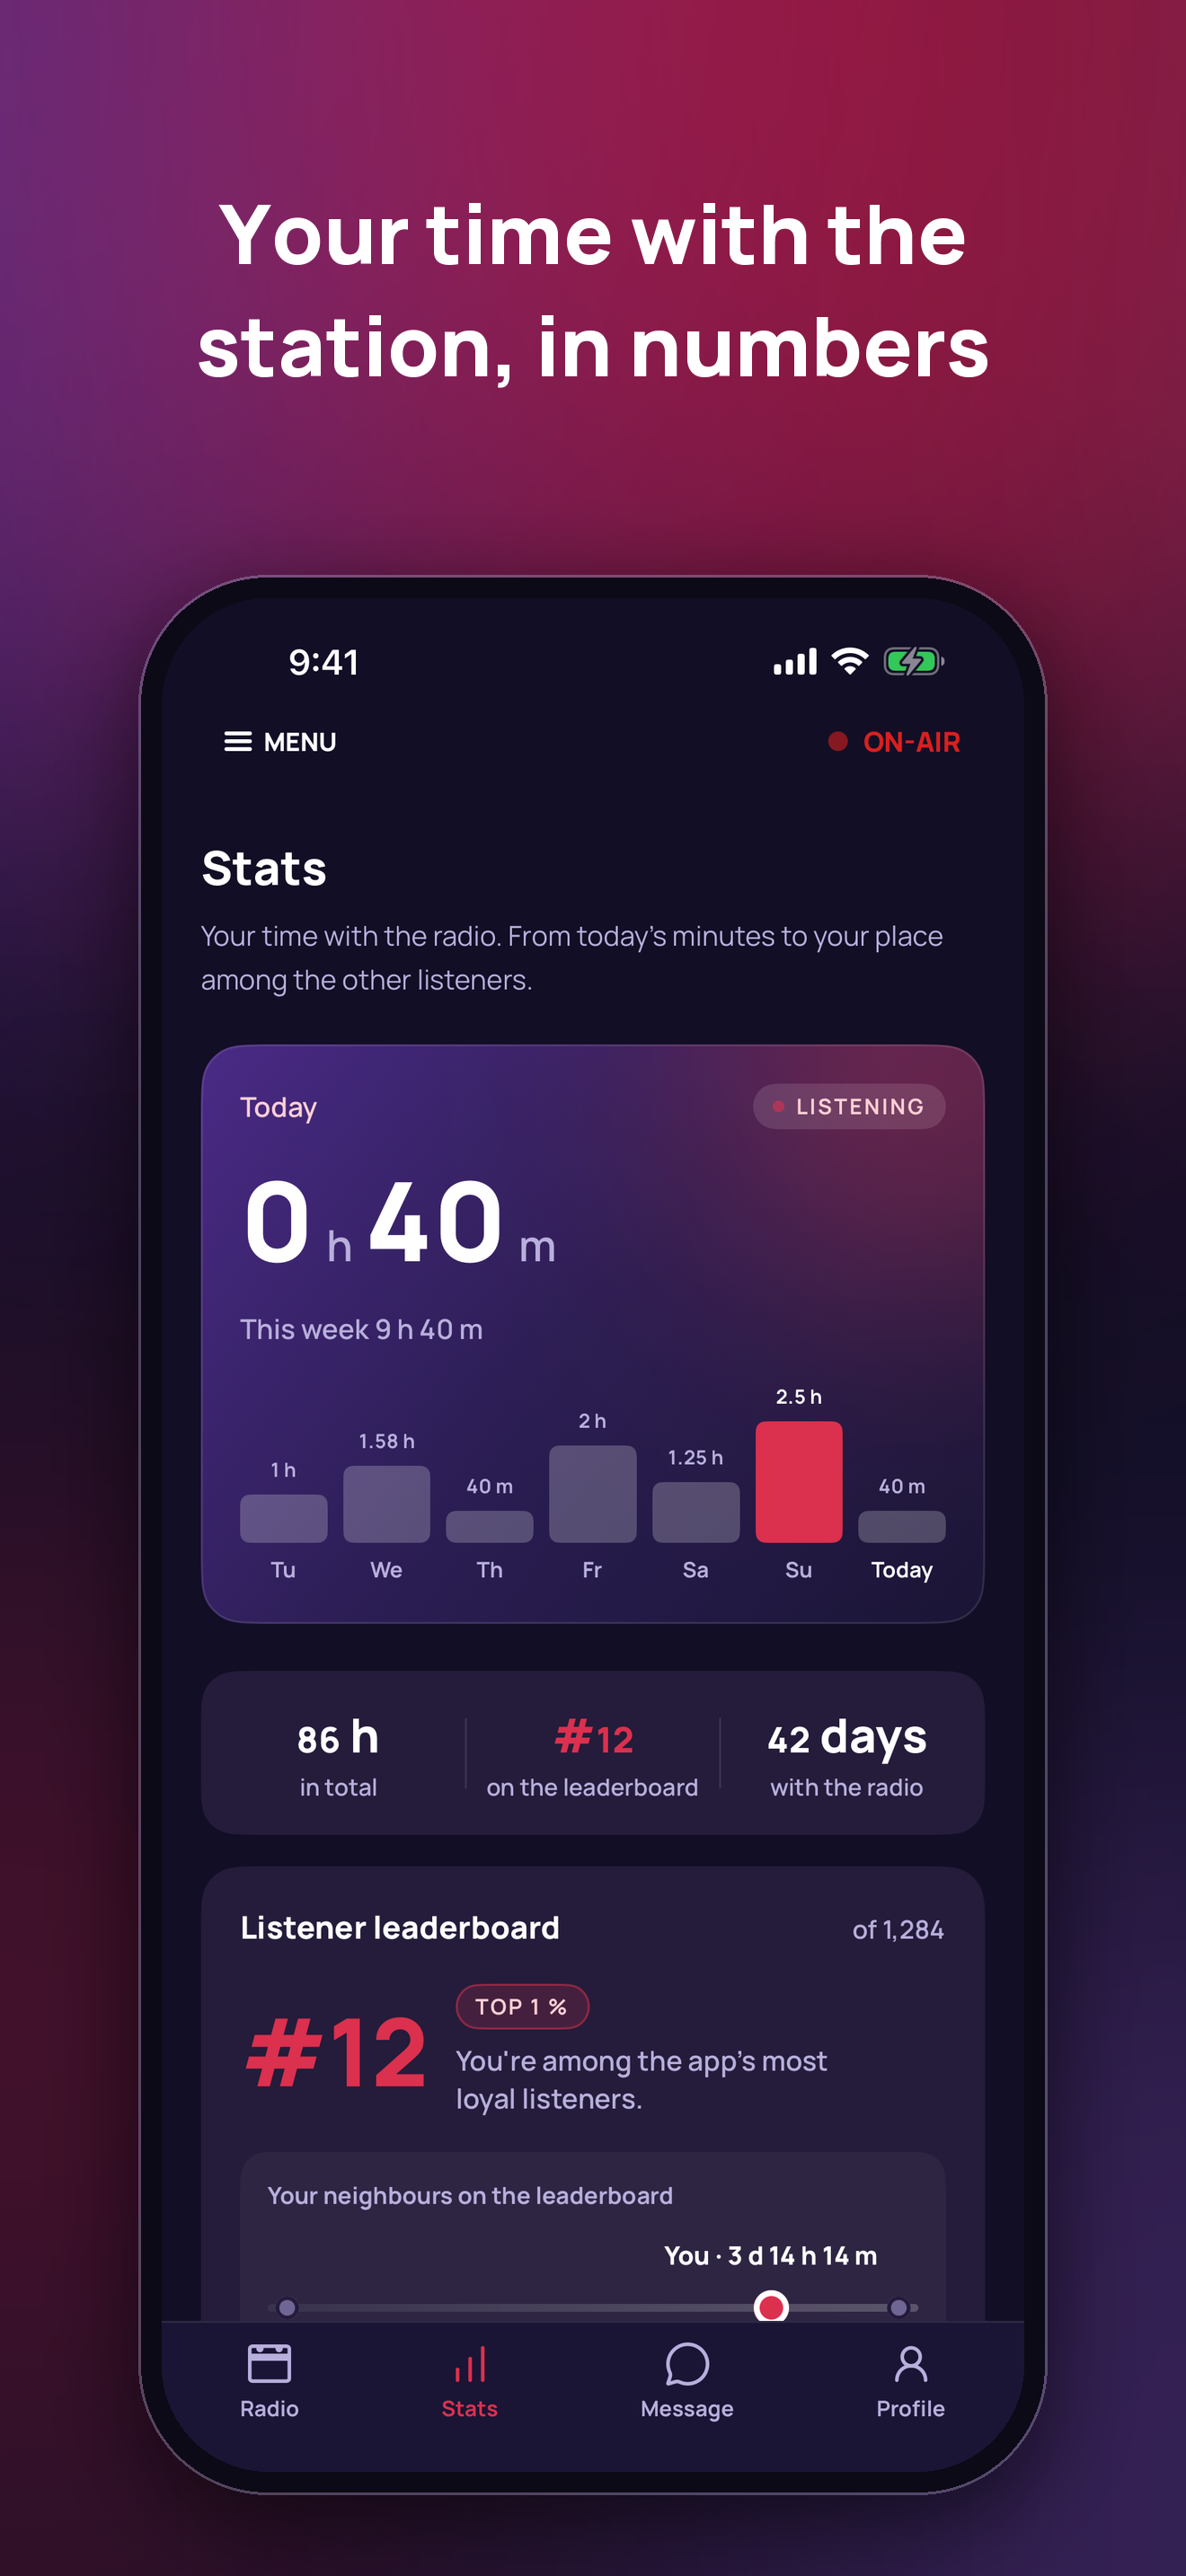 Your time with the
station, in numbers
9:41
MENU
ON-AIR
Stats
Your time with the radio. From today's minutes to your place
among the other listeners.
Today
LISTENING
0 h 40 m
This week 9 h 40 m
1 h
1.58 h
40 m
2 h
1.25 h
2.5 h
40 m
Tu
We
Th
Fr
Sa
Su
Today
86 h
in total
#12
on the leaderboard
42 days
with the radio
Listener leaderboard
of 1,284
#12
TOP 1 %
You're among the app's most
loyal listeners.
Your neighbours on the leaderboard
You · 3 d 14 h 14 m
Radio
Stats
Message
Profile